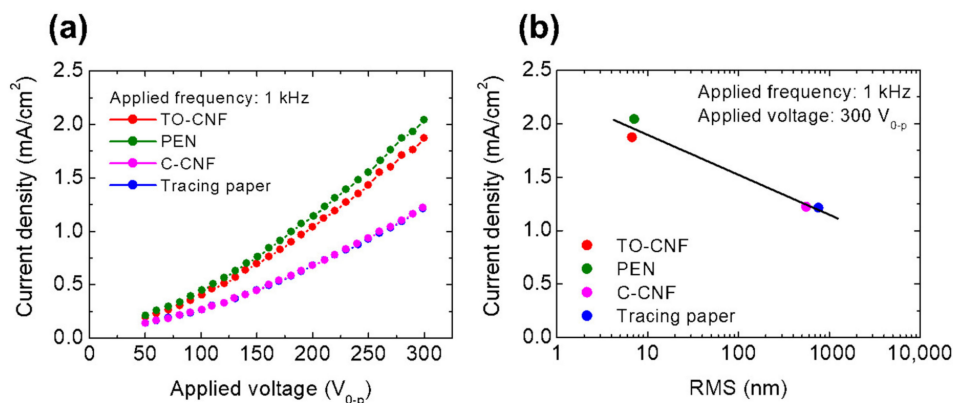 (a)
Current density (mA/cm²)
2.5
2.0
1.5
1.0
0.5
0.0
Applied frequency: 1 kHz
TO-CNF
PEN
C-CNF
Tracing paper
0 50 100 150 200 250 300
Applied voltage (V0-p)
(b)
Current density (mA/cm²)
2.5
2.0
1.5
1.0
0.5
0.0
Applied frequency: 1 kHz
Applied voltage: 300 V0-p
TO-CNF
PEN
C-CNF
Tracing paper
1 10 100 1000 10,000
RMS (nm)